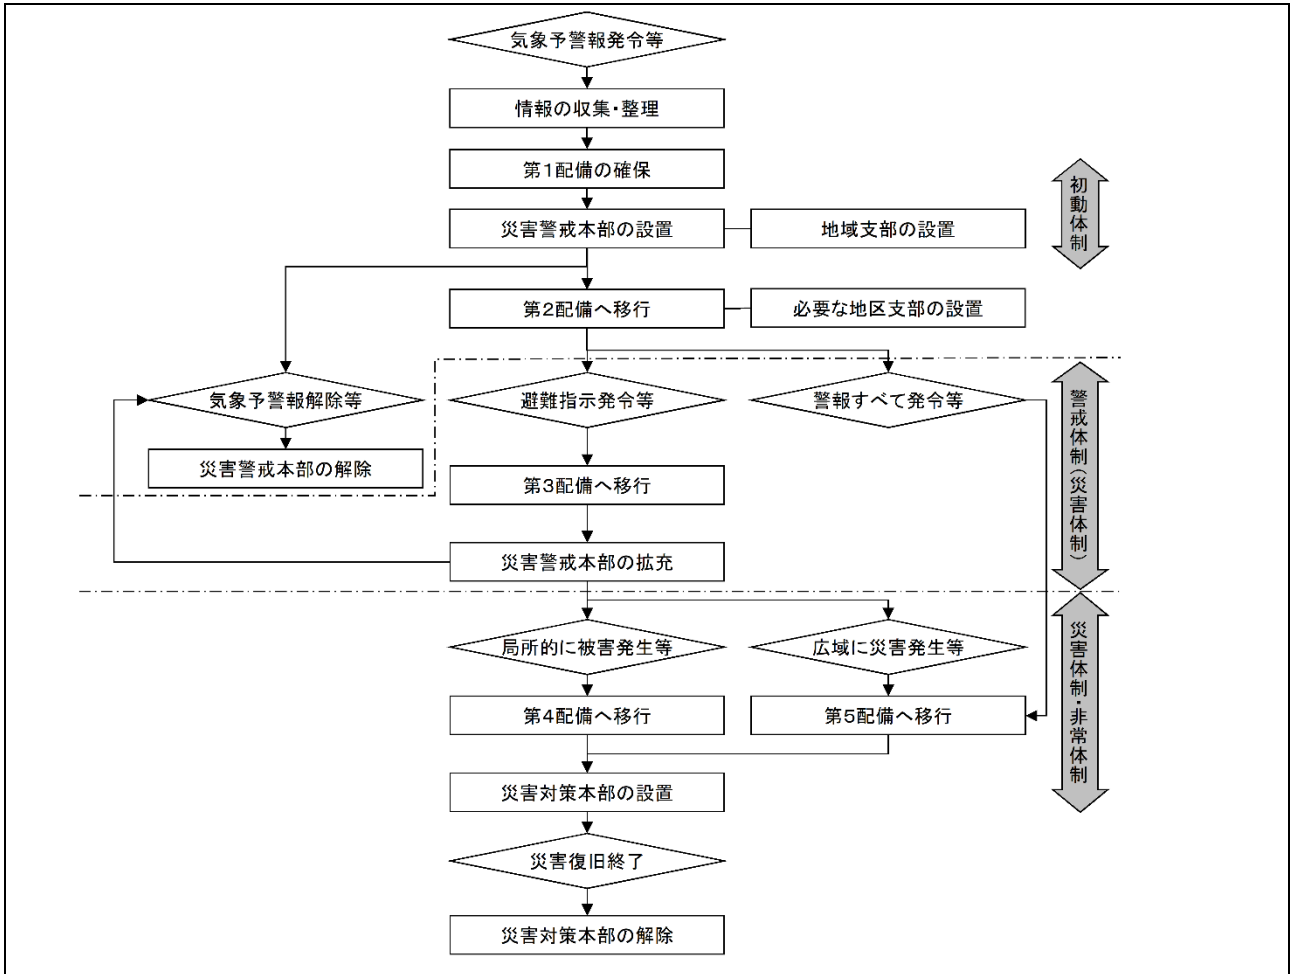 気象予警報発令等
情報の収集・整理
第1配備の確保
災害警戒本部の設置
地域支部の設置
初動体制
第2配備へ移行
必要な地区支部の設置
気象予警報解除等
避難指示発令等
警報すべて発令等
災害警戒本部の解除
第3配備へ移行
災害警戒本部の拡充
警戒体制(災害体制)
局所的に被害発生等
広域に災害発生等
第4配備へ移行
第5配備へ移行
災害体制・非常体制
災害対策本部の設置
災害復旧終了
災害対策本部の解除